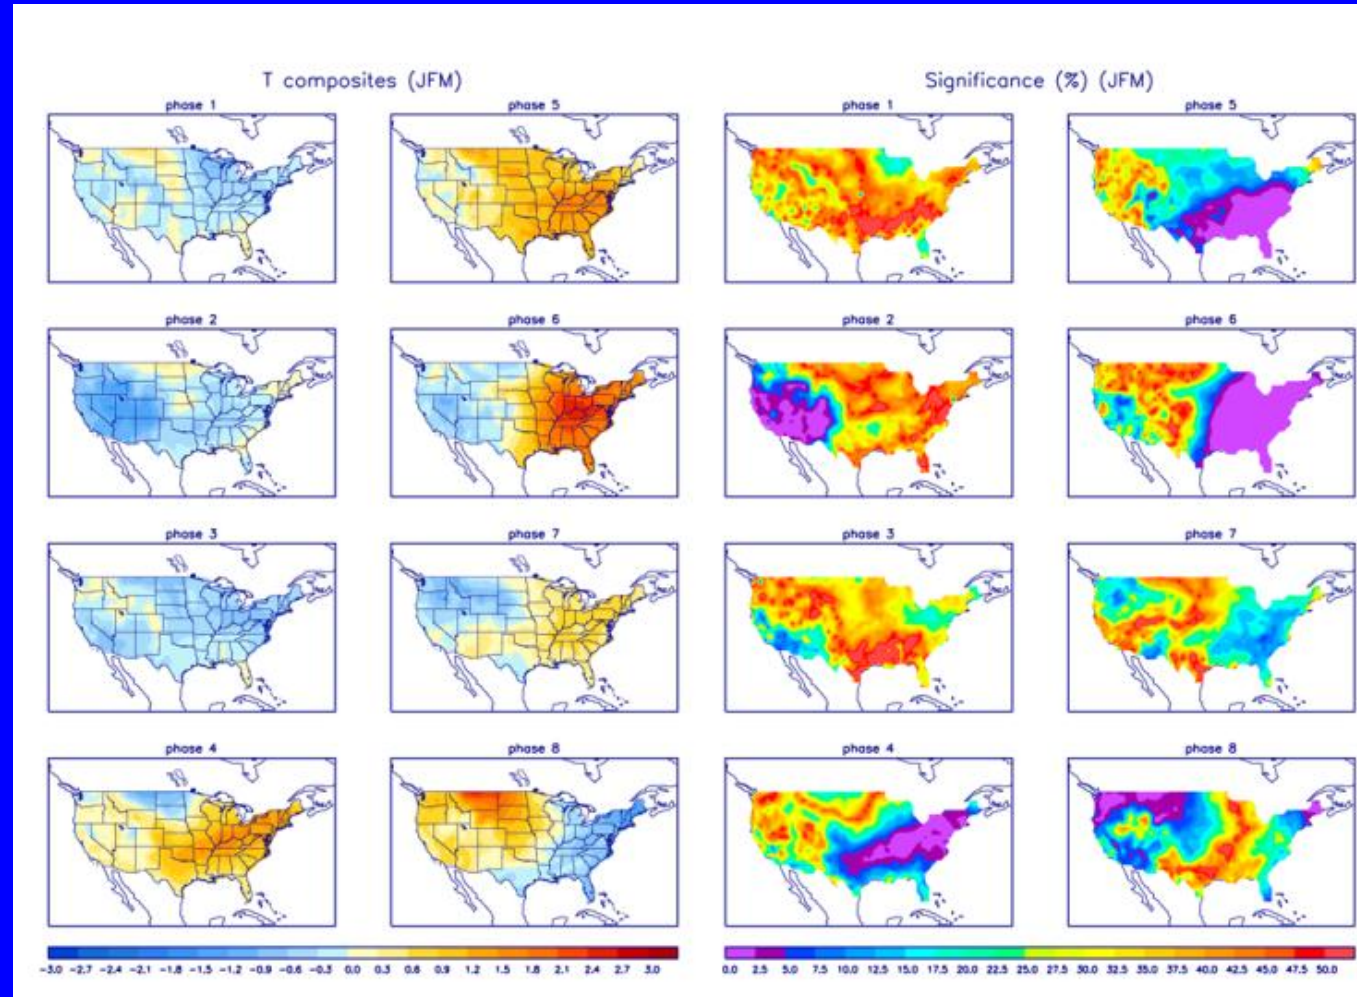 T composites (JFM) Significance (%) (JFM)
phase 1 phase 5 phase 1 phase 5
phase 2 phase 6 phase 2 phase 6
phase 3 phase 7 phase 3 phase 7
phase 4 phase 8 phase 4 phase 8
-3.0 -2.7 -2.4 -2.1 -1.8 -1.5 -1.2 -0.9 -0.6 -0.3 0.0 0.3 0.6 0.9 1.2 1.5 1.8 2.1 2.4 2.7 3.0 0.0 2.5 5.0 7.5 10.0 12.5 15.0 17.5 20.0 22.5 25.0 27.5 30.0 32.5 35.0 37.5 40.0 42.5 45.0 47.5 50.0